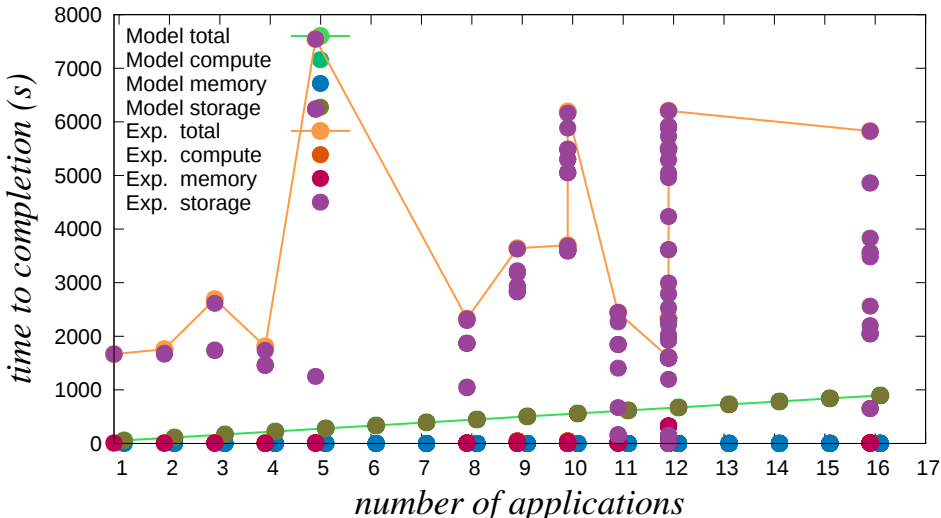 8000
7000
6000
5000
4000
3000
2000
1000
0
time to completion (s)
Model total
Model compute
Model memory
Model storage
Exp. total
Exp. compute
Exp. memory
Exp. storage
1 2 3 4 5 6 7 8 9 10 11 12 13 14 15 16 17
number of applications